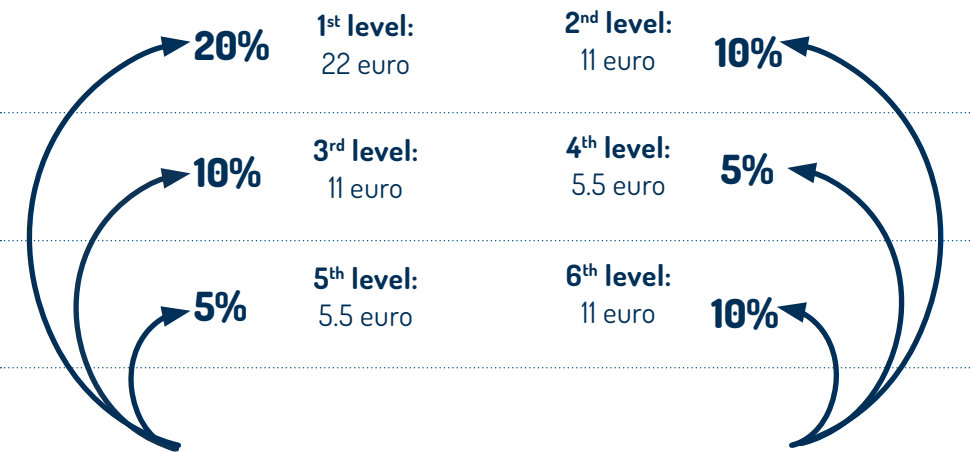 20%
1st level:
22 euro
2nd level:
11 euro
10%
10%
3rd level:
11 euro
4th level:
5.5 euro
5%
5%
5th level:
5.5 euro
6th level:
11 euro
10%